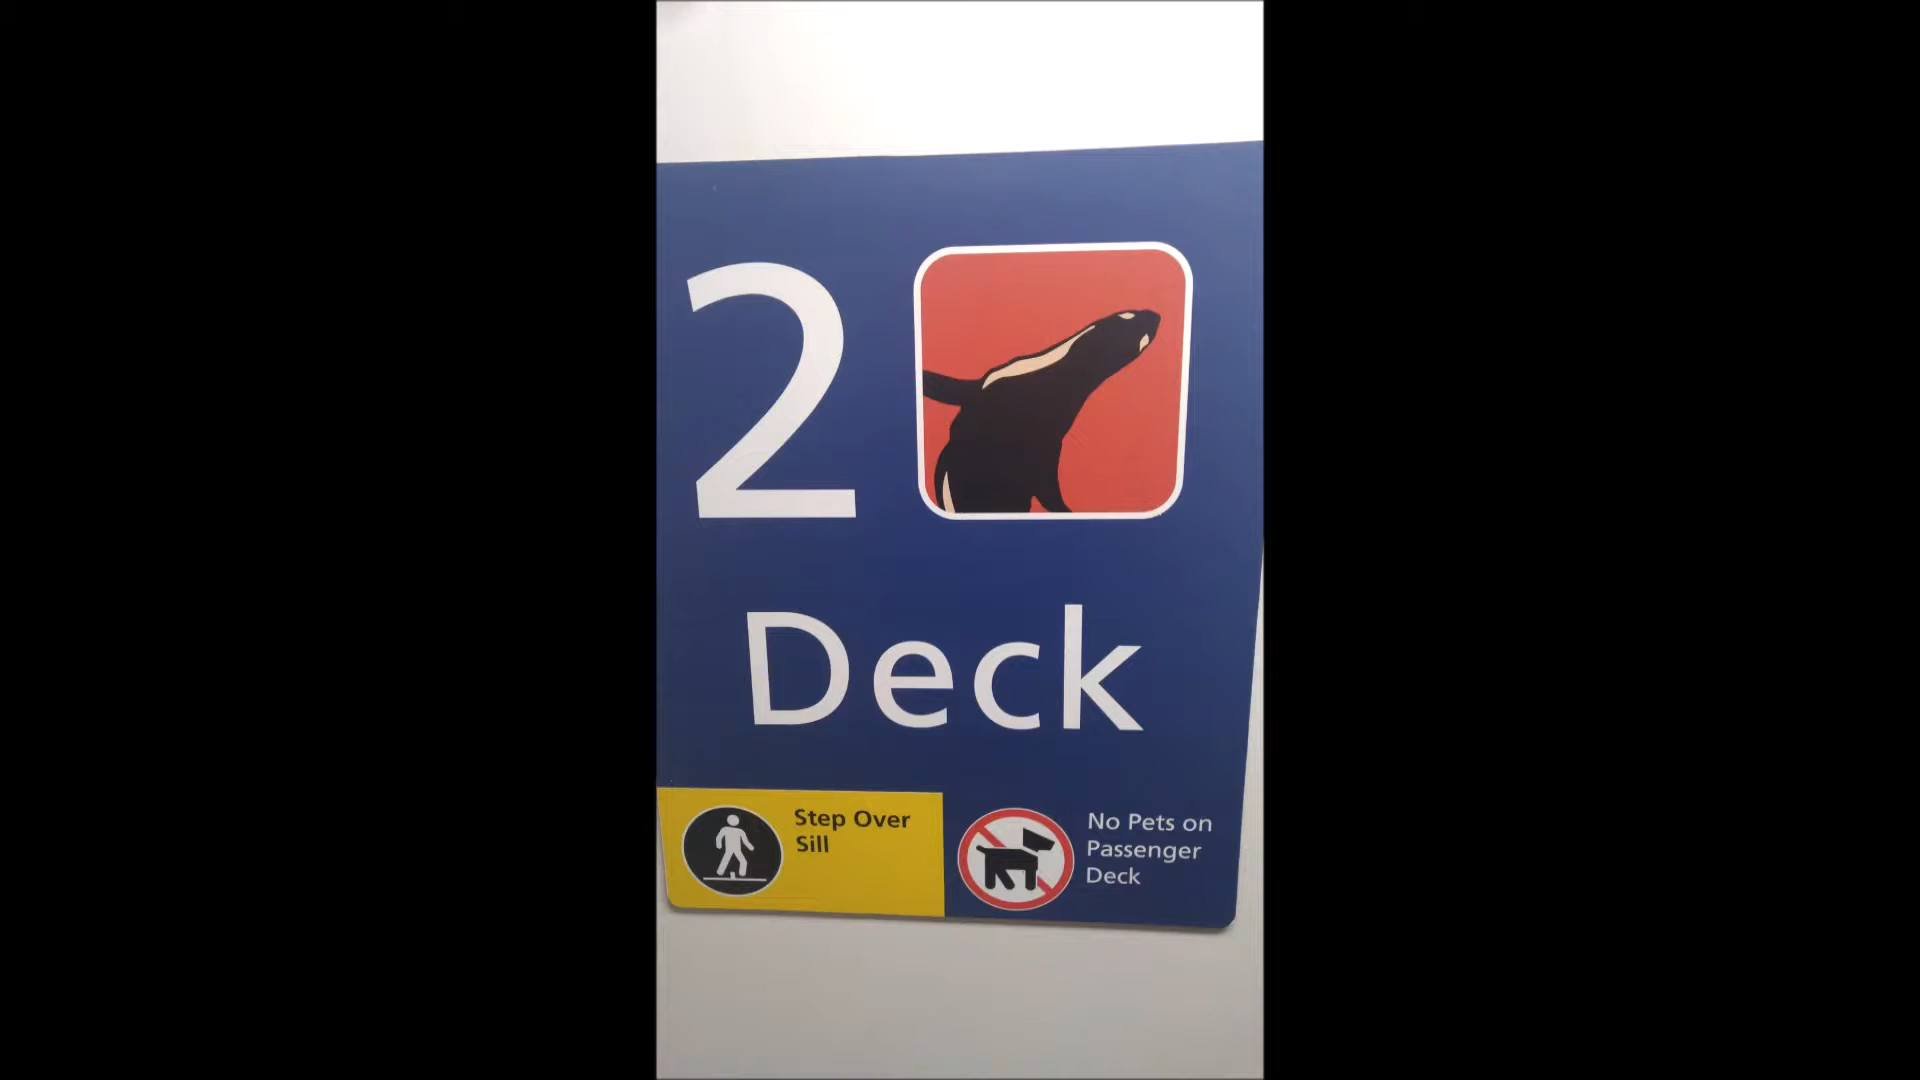 2
Deck
Step Over
Sill
No Pets on
Passenger
Deck